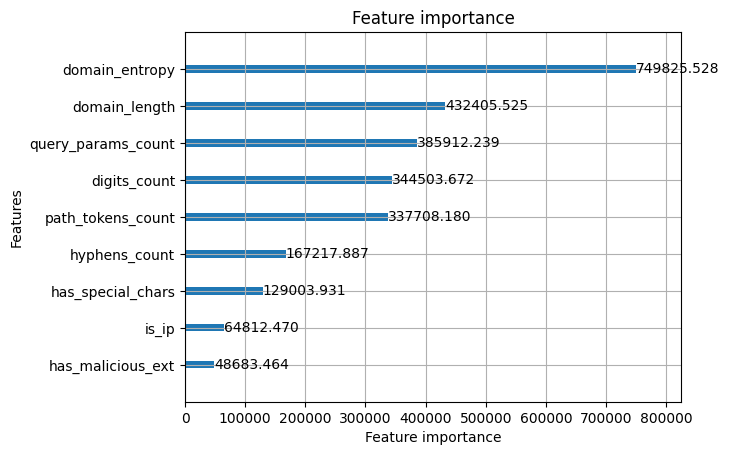 Feature importance
domain_entropy 749825.528
domain_length 432405.525
query_params_count 385912.239
digits_count 344503.672
path_tokens_count 337708.180
hyphens_count 167217.887
has_special_chars 129003.931
is_ip 64812.470
has_malicious_ext 48683.464
Features
0 100000 200000 300000 400000 500000 600000 700000 800000
Feature importance